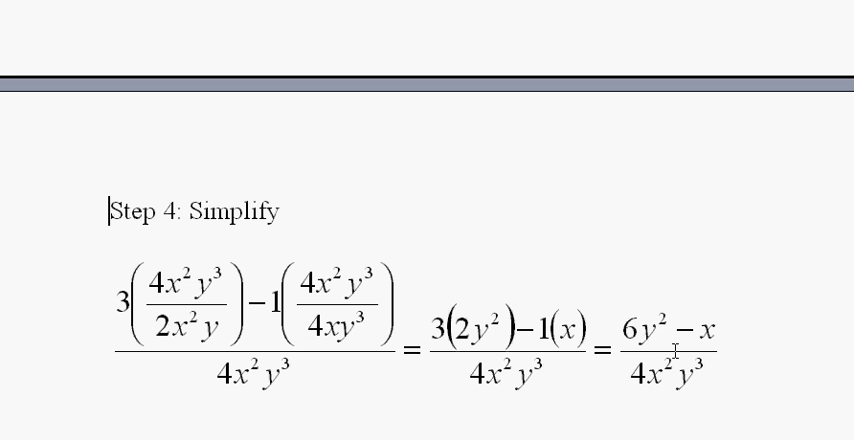 Step 4: Simplify
3(4x²y³/2x²y) − 1(4x²y³/4xy³) / 4x²y³ = 3(2y²) − 1(x) / 4x²y³ = 6y² − x / 4x²y³